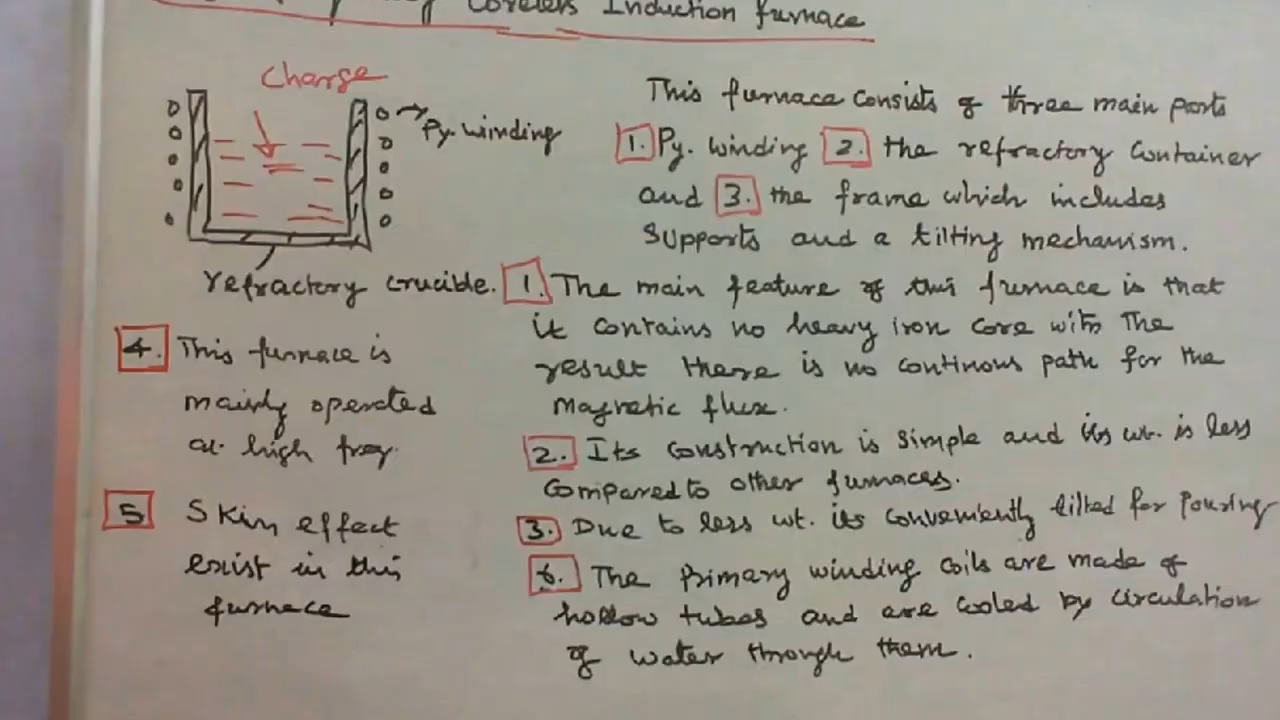 Coreless Induction furnace
Charge
Py. winding
refractory crucible.
This furnace consists of three main parts
1. Py. winding 2. the refractory Container
and 3. the frame which includes
Supports and a tilting mechanism.
1. The main feature of this furnace is that
it contains no heavy iron core with The
result there is no continous path for the
Magnetic flux.
2. Its construction is simple and its wt. is less
Compared to other furnaces.
3. Due to less wt. its conveniently tilted for Pouring
4. This furnace is
mainly operated
at high freq.
5 Skin effect
exist in this
furnace
6. The Primary winding coils are made of
hollow tubes and are cooled by circulation
of water through them.